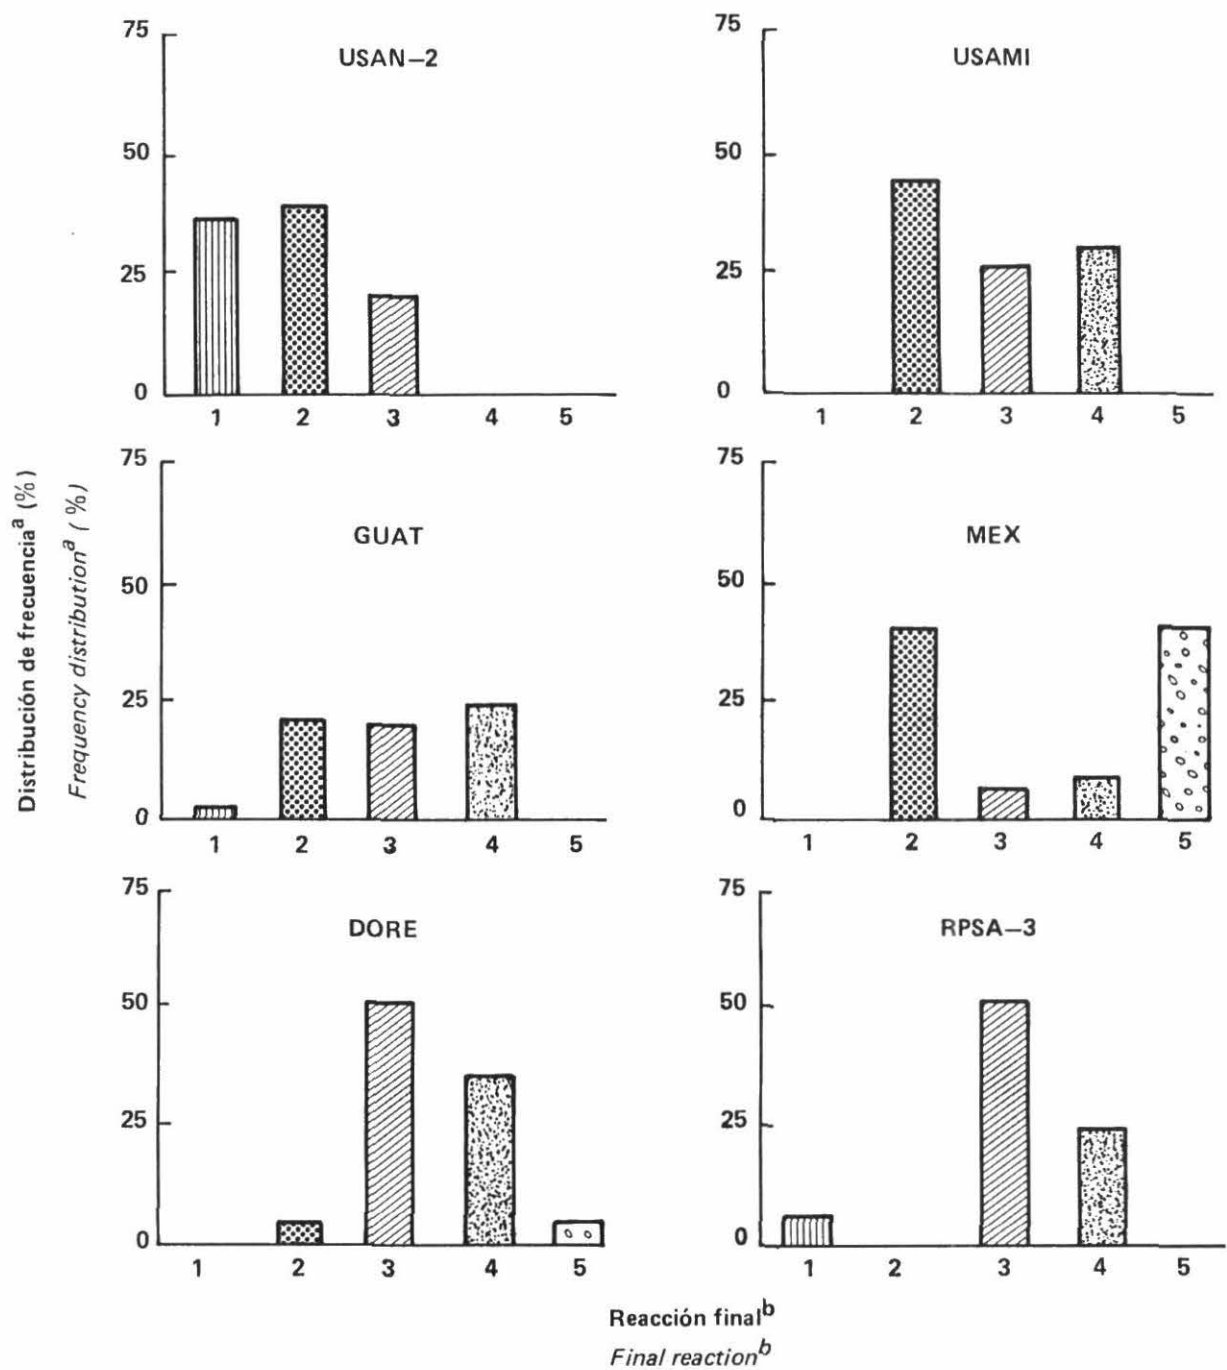 Distribución de frecuenciaᵃ (%)
Frequency distributionᵃ (%)
USAN–2
75
50
25
0
1 2 3 4 5
USAMI
75
50
25
0
1 2 3 4 5
GUAT
75
50
25
0
1 2 3 4 5
MEX
75
50
25
0
1 2 3 4 5
DORE
75
50
25
0
1 2 3 4 5
RPSA–3
75
50
25
0
1 2 3 4 5
Reacción finalᵇ
Final reactionᵇ